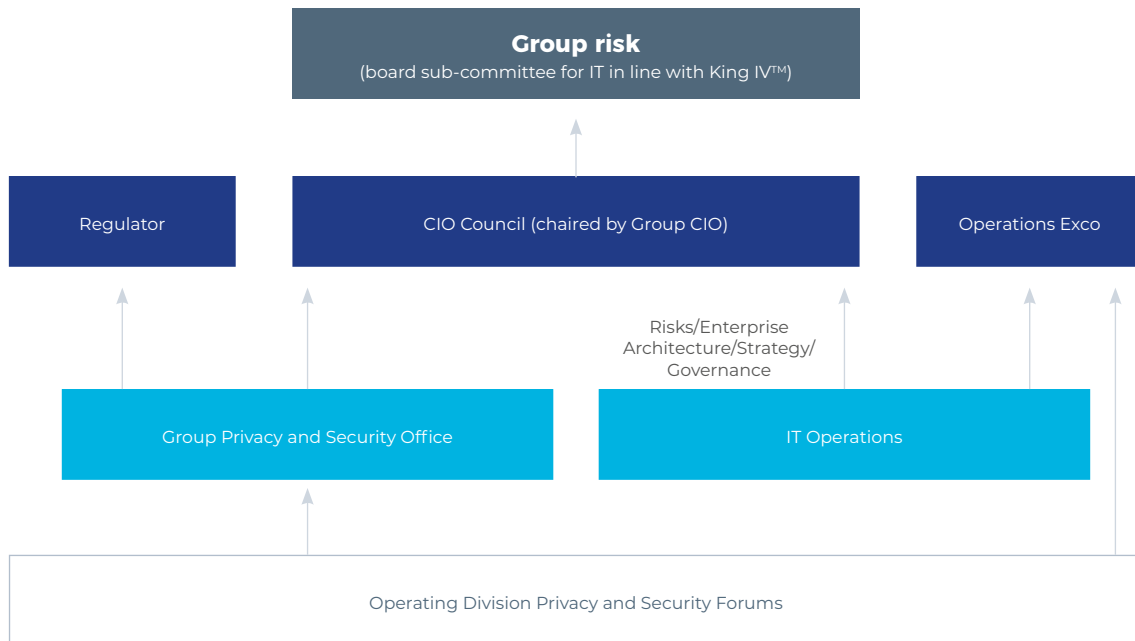 Group risk
(board sub-committee for IT in line with King IV™)
Regulator
CIO Council (chaired by Group CIO)
Operations Exco
Risks/Enterprise
Architecture/Strategy/
Governance
Group Privacy and Security Office
IT Operations
Operating Division Privacy and Security Forums